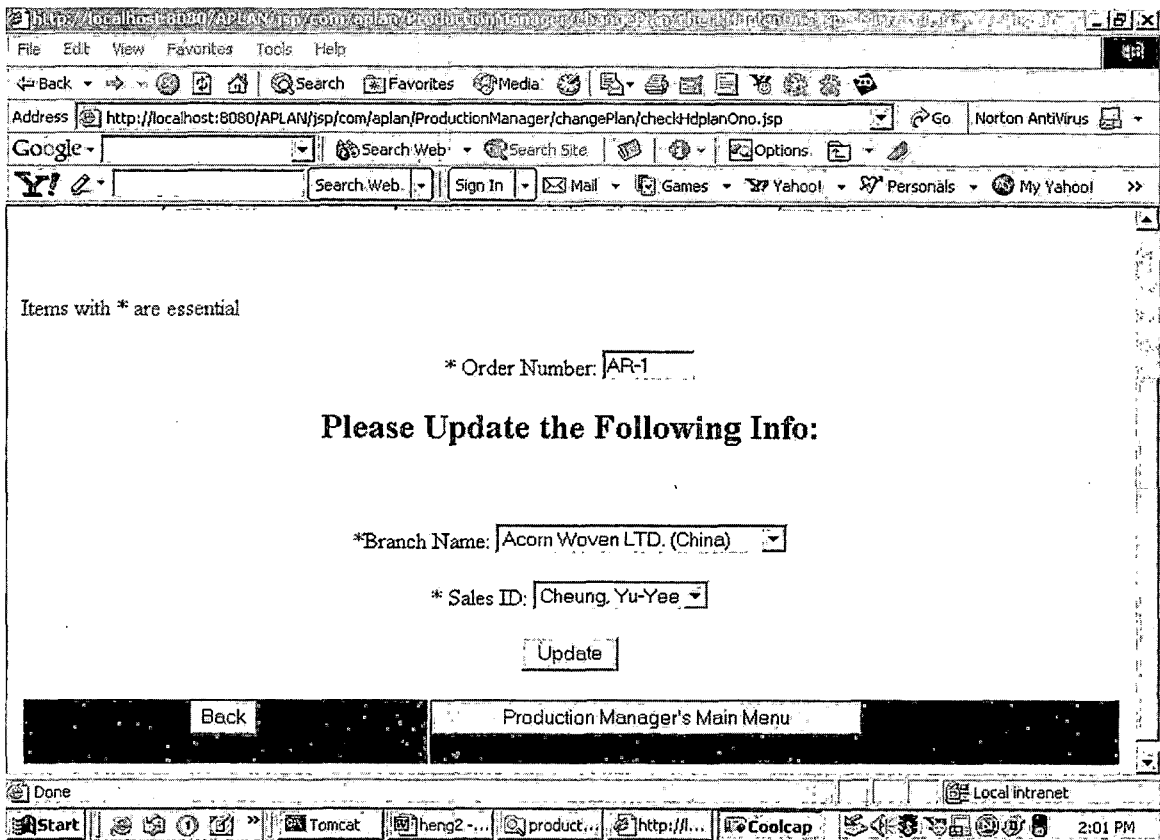 File Edit View Favorites Tools Help
Back Search Favorites Media
Address http://localhost:8080/APLAN/jsp/com/aplan/ProductionManager/changePlan/checkHdplanOno.jsp Go Norton AntiVirus
Google Search Web Search Site Options
Y! Search Web Sign In Mail Games Yahoo! Personals My Yahoo! »
Items with * are essential
* Order Number: AR-1
Please Update the Following Info:
*Branch Name: Acorn Woven LTD. (China)
* Sales ID: Cheung, Yu-Yee
Update
Back Production Manager's Main Menu
Done Local intranet
Start » Tomcat heng2 -... product... http://l... Coolcap 2:01 PM